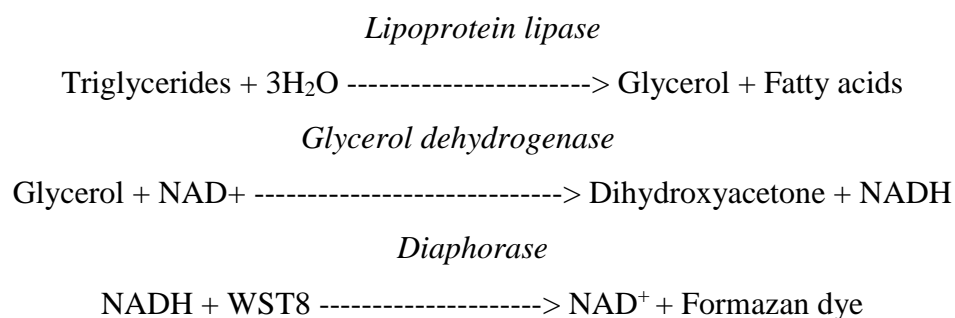 Lipoprotein lipase
Triglycerides + 3H₂O -----------------------> Glycerol + Fatty acids
Glycerol dehydrogenase
Glycerol + NAD+ -----------------------------> Dihydroxyacetone + NADH
Diaphorase
NADH + WST8 ---------------------> NAD⁺ + Formazan dye